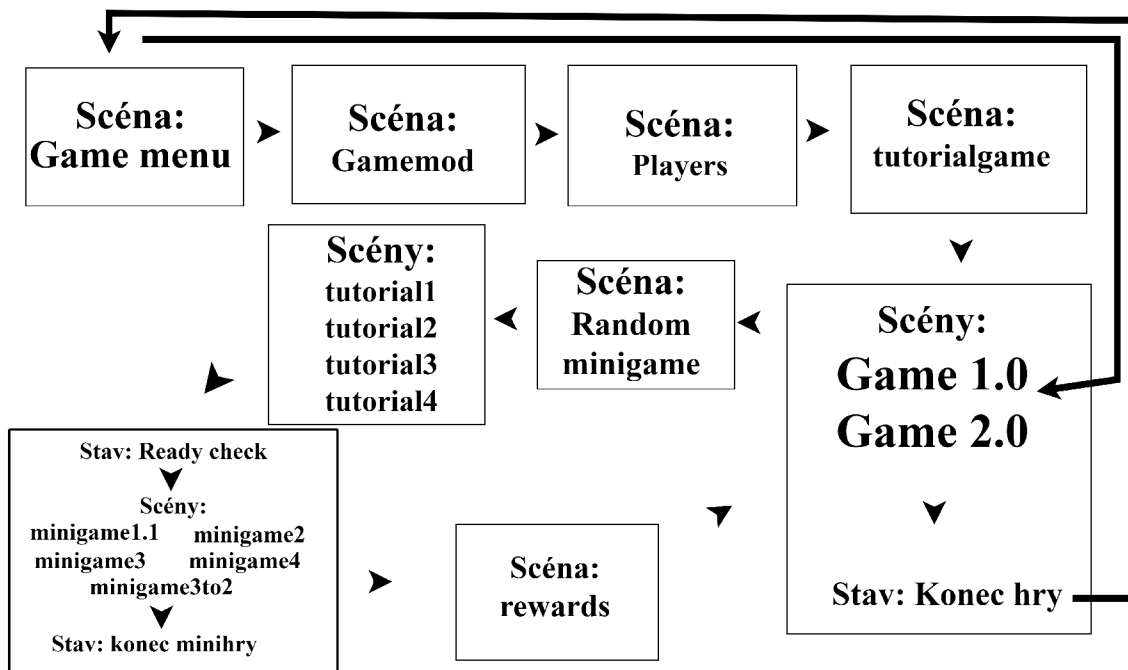 Scéna:
Game menu
Scéna:
Gamemod
Scéna:
Players
Scéna:
tutorialgame
Scény:
tutorial1
tutorial2
tutorial3
tutorial4
Scéna:
Random
minigame
Scény:
Game 1.0
Game 2.0
Stav: Konec hry
Stav: Ready check
Scény:
minigame1.1 minigame2
minigame3 minigame4
minigame3to2
Stav: konec minihry
Scéna:
rewards